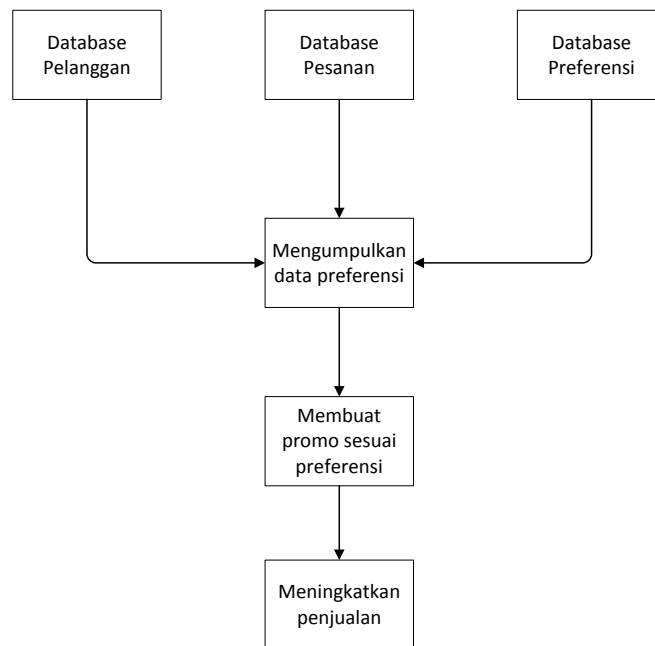 Database
Pelanggan
Database
Pesanan
Database
Preferensi
Mengumpulkan
data preferensi
Membuat
promo sesuai
preferensi
Meningkatkan
penjualan